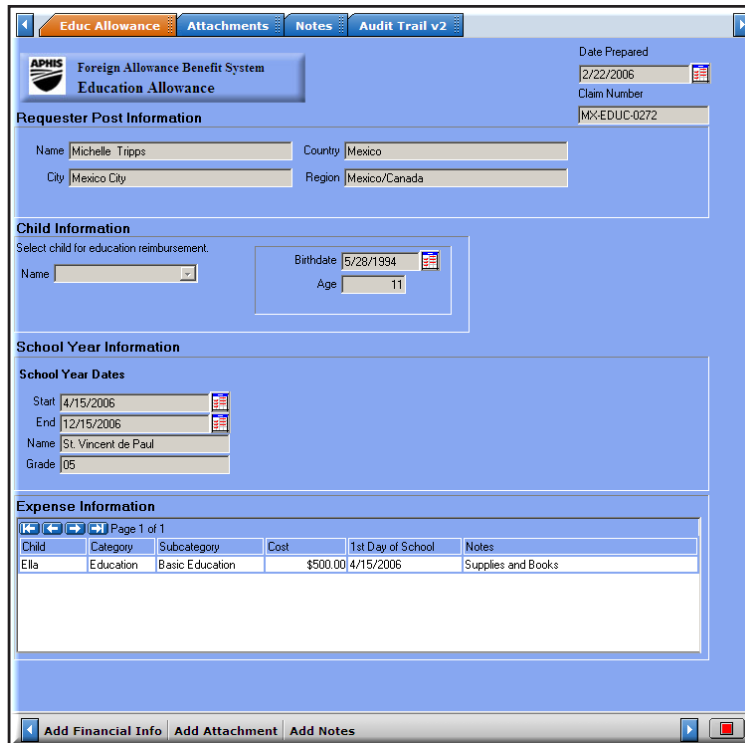 Educ Allowance Attachments Notes Audit Trail v2
APHIS
Foreign Allowance Benefit System
Education Allowance
Date Prepared
2/22/2006
Claim Number
MX-EDUC-0272
Requester Post Information
Name Michelle Tripps Country Mexico
City Mexico City Region Mexico/Canada
Child Information
Select child for education reimbursement.
Name
Birthdate 5/28/1994
Age 11
School Year Information
School Year Dates
Start 4/15/2006
End 12/15/2006
Name St. Vincent de Paul
Grade 05
Expense Information
Page 1 of 1
Child Category Subcategory Cost 1st Day of School Notes
Ella Education Basic Education $500.00 4/15/2006 Supplies and Books
Add Financial Info Add Attachment Add Notes